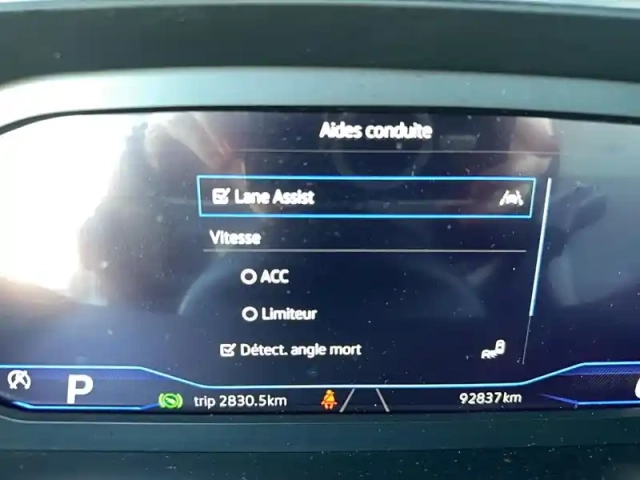 Aides conduite
Lane Assist
Vitesse
ACC
Limiteur
Détect. angle mort
P
trip 2830.5km
92837km